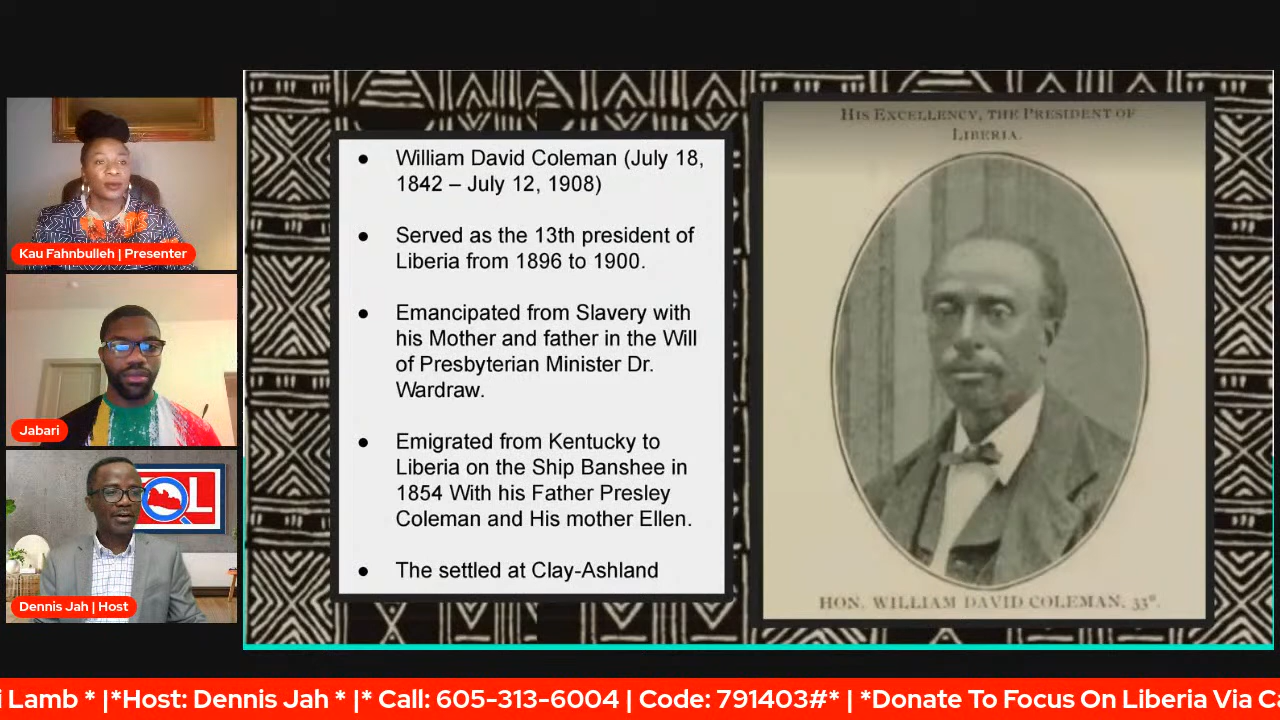 Kau Fahnbulleh | Presenter
Jabari
OL
Dennis Jah | Host
● William David Coleman (July 18,
1842 – July 12, 1908)
● Served as the 13th president of
Liberia from 1896 to 1900.
● Emancipated from Slavery with
his Mother and father in the Will
of Presbyterian Minister Dr.
Wardraw.
● Emigrated from Kentucky to
Liberia on the Ship Banshee in
1854 With his Father Presley
Coleman and His mother Ellen.
● The settled at Clay-Ashland
HIS EXCELLENCY, THE PRESIDENT OF
LIBERIA.
HON. WILLIAM DAVID COLEMAN, 33°.
i Lamb * |*Host: Dennis Jah * |* Call: 605-313-6004 | Code: 791403#* | *Donate To Focus On Liberia Via Ca